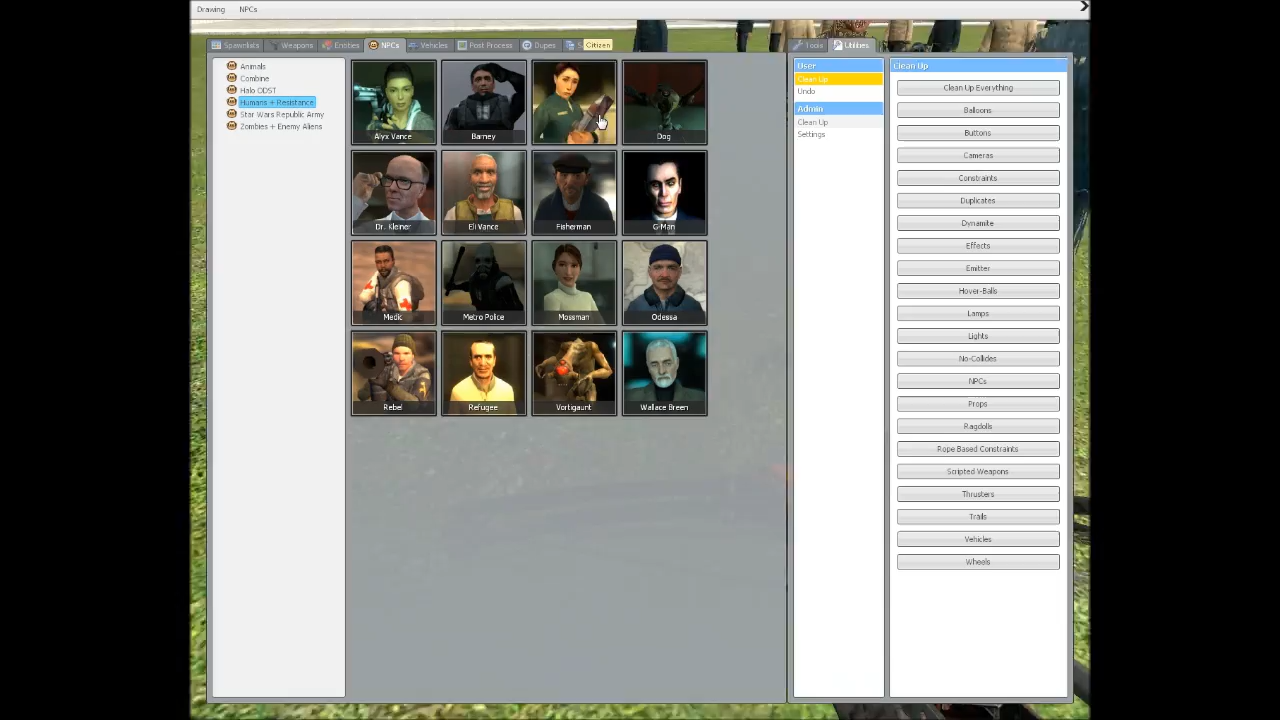 Drawing NPCs
Spawnlists Weapons Entities NPCs Vehicles Post Process Dupes S Citizen Tools Utilities
Animals
Combine
Halo ODST
Humans + Resistance
Star Wars Republic Army
Zombies + Enemy Aliens
Alyx Vance Barney Dog
Dr. Kleiner Eli Vance Fisherman G-Man
Medic Metro Police Mossman Odessa
Rebel Refugee Vortigaunt Wallace Breen
User
Clean Up
Undo
Admin
Clean Up
Settings
Clean Up
Clean Up Everything
Balloons
Buttons
Cameras
Constraints
Duplicates
Dynamite
Effects
Emitter
Hover-Balls
Lamps
Lights
No-Collides
NPCs
Props
Ragdolls
Rope Based Constraints
Scripted Weapons
Thrusters
Trails
Vehicles
Wheels